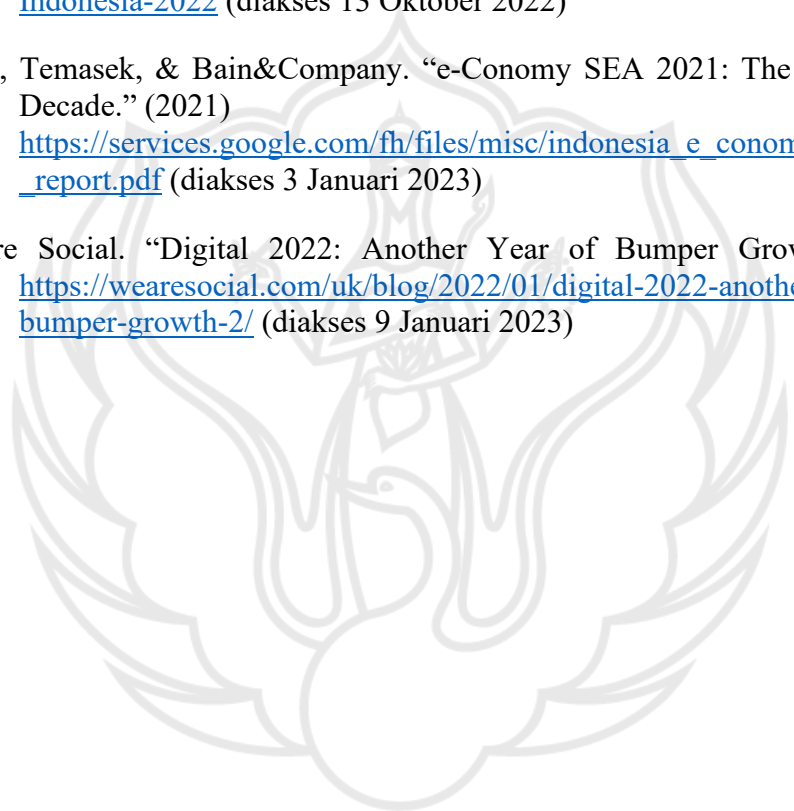 indonesia-2022 (diakses 13 Oktober 2022)
, Temasek, & Bain&Company. “e-Conomy SEA 2021: The
Decade.” (2021)
https://services.google.com/fh/files/misc/indonesia_e_conom
_report.pdf (diakses 3 Januari 2023)
re Social. “Digital 2022: Another Year of Bumper Grov
https://wearesocial.com/uk/blog/2022/01/digital-2022-anothe
bumper-growth-2/ (diakses 9 Januari 2023)